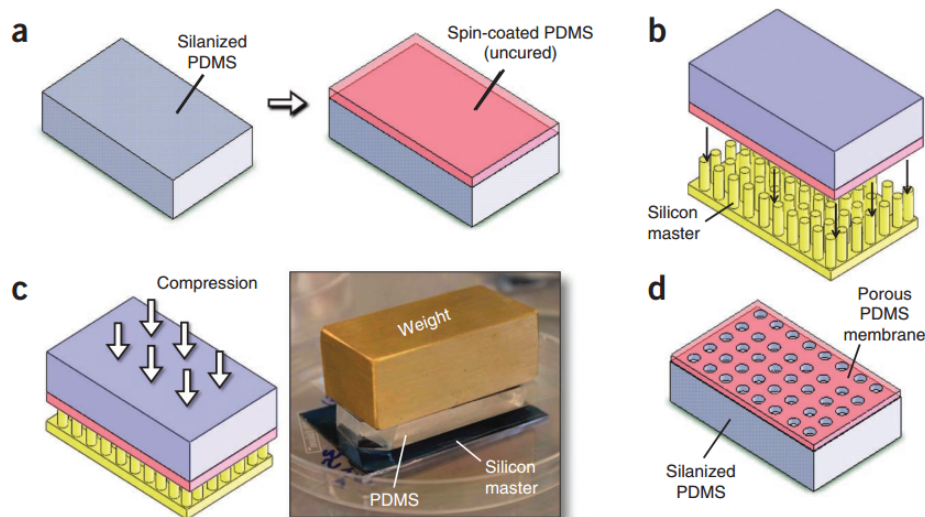 a
Silanized
PDMS
Spin-coated PDMS
(uncured)
b
Silicon
master
c
Compression
Weight
PDMS
Silicon
master
d
Porous
PDMS
membrane
Silanized
PDMS